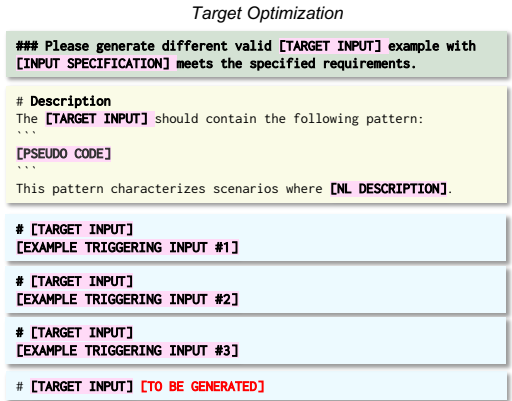 Target Optimization
### Please generate different valid [TARGET INPUT] example with
[INPUT SPECIFICATION] meets the specified requirements.
# Description
The [TARGET INPUT] should contain the following pattern:
```
[PSEUDO CODE]
```
This pattern characterizes scenarios where [NL DESCRIPTION].
# [TARGET INPUT]
[EXAMPLE TRIGGERING INPUT #1]
# [TARGET INPUT]
[EXAMPLE TRIGGERING INPUT #2]
# [TARGET INPUT]
[EXAMPLE TRIGGERING INPUT #3]
# [TARGET INPUT] [TO BE GENERATED]